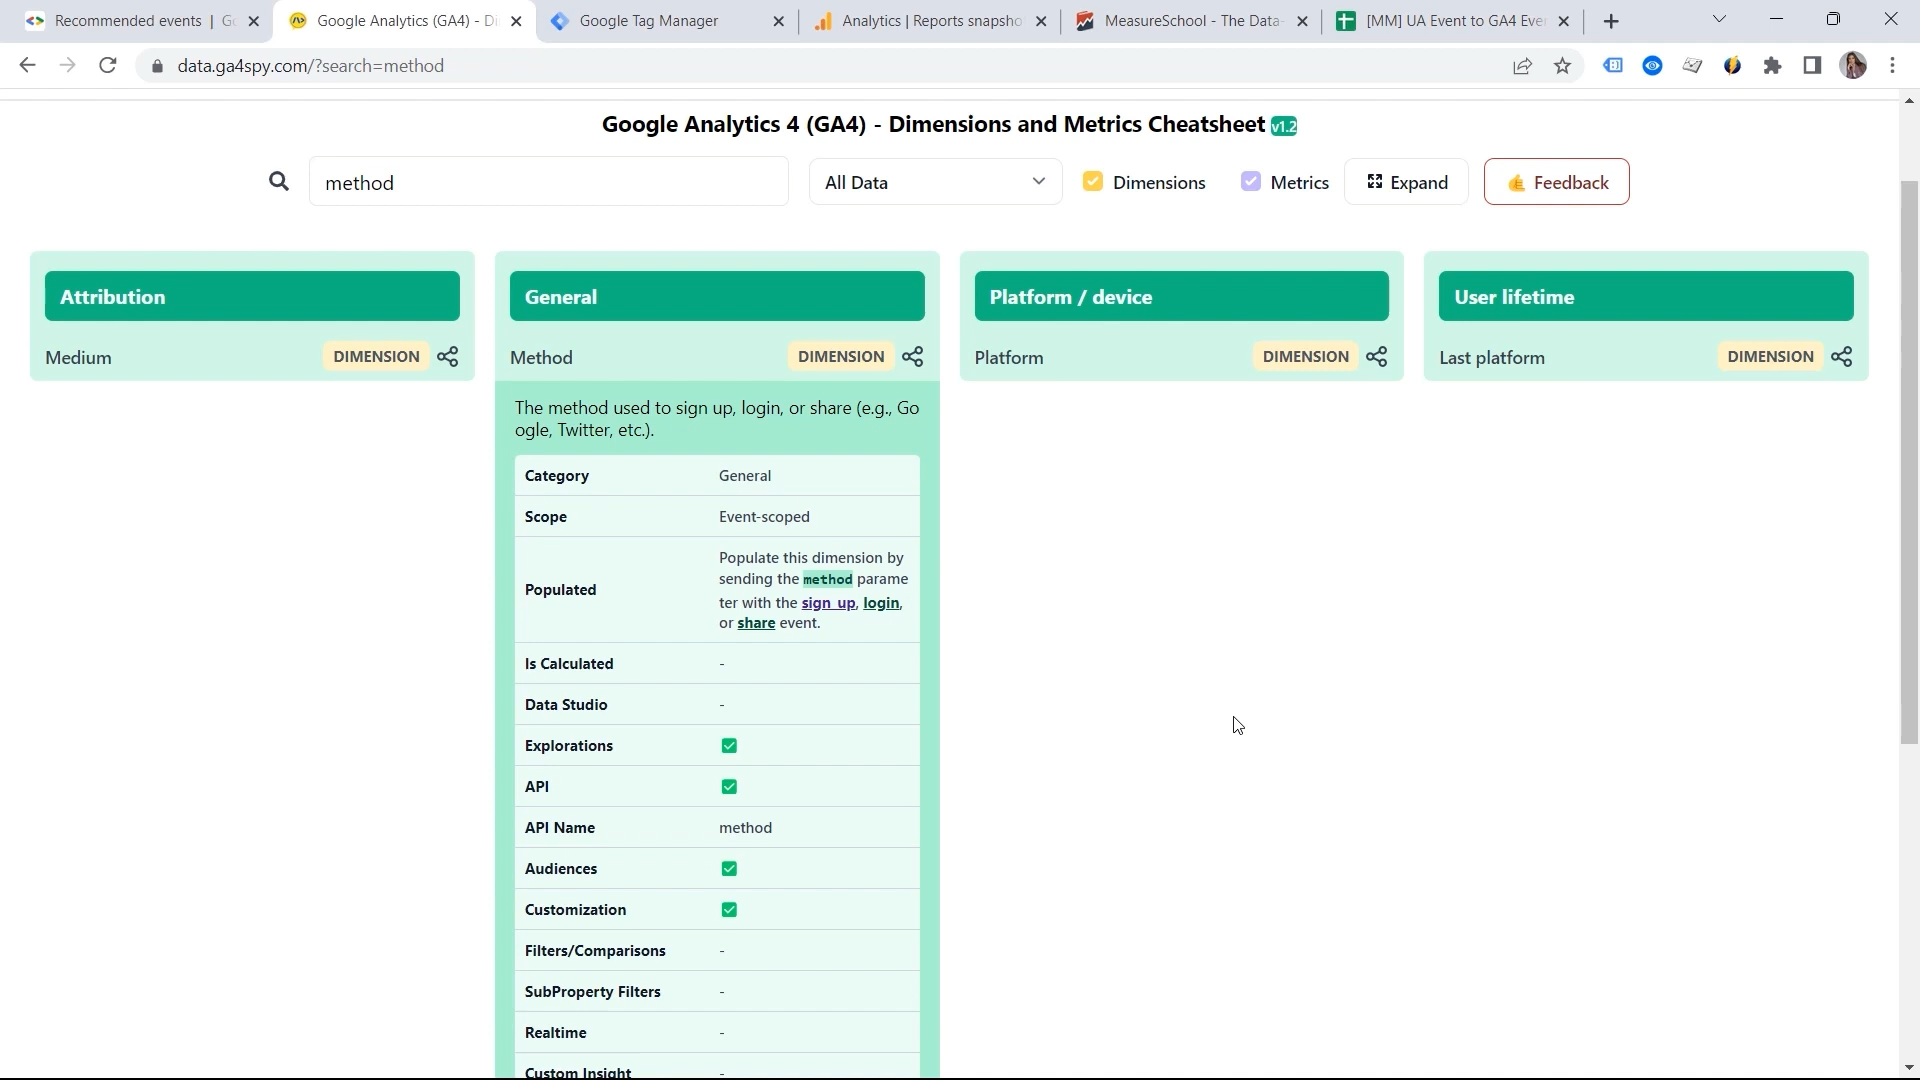 Recommended events | G
Google Analytics (GA4) - Di
Google Tag Manager
Analytics | Reports snapsho
MeasureSchool - The Data-
[MM] UA Event to GA4 Eve
data.ga4spy.com/?search=method
Google Analytics 4 (GA4) - Dimensions and Metrics Cheatsheet v1.2
method
All Data
Dimensions
Metrics
Expand
Feedback
Attribution
Medium DIMENSION
General
Method DIMENSION
The method used to sign up, login, or share (e.g., Go
ogle, Twitter, etc.).
Category General
Scope Event-scoped
Populated
Populate this dimension by
sending the method parame
ter with the sign_up, login,
or share event.
Is Calculated -
Data Studio -
Explorations
API
API Name method
Audiences
Customization
Filters/Comparisons -
SubProperty Filters -
Realtime -
Custom Insight -
Platform / device
Platform DIMENSION
User lifetime
Last platform DIMENSION